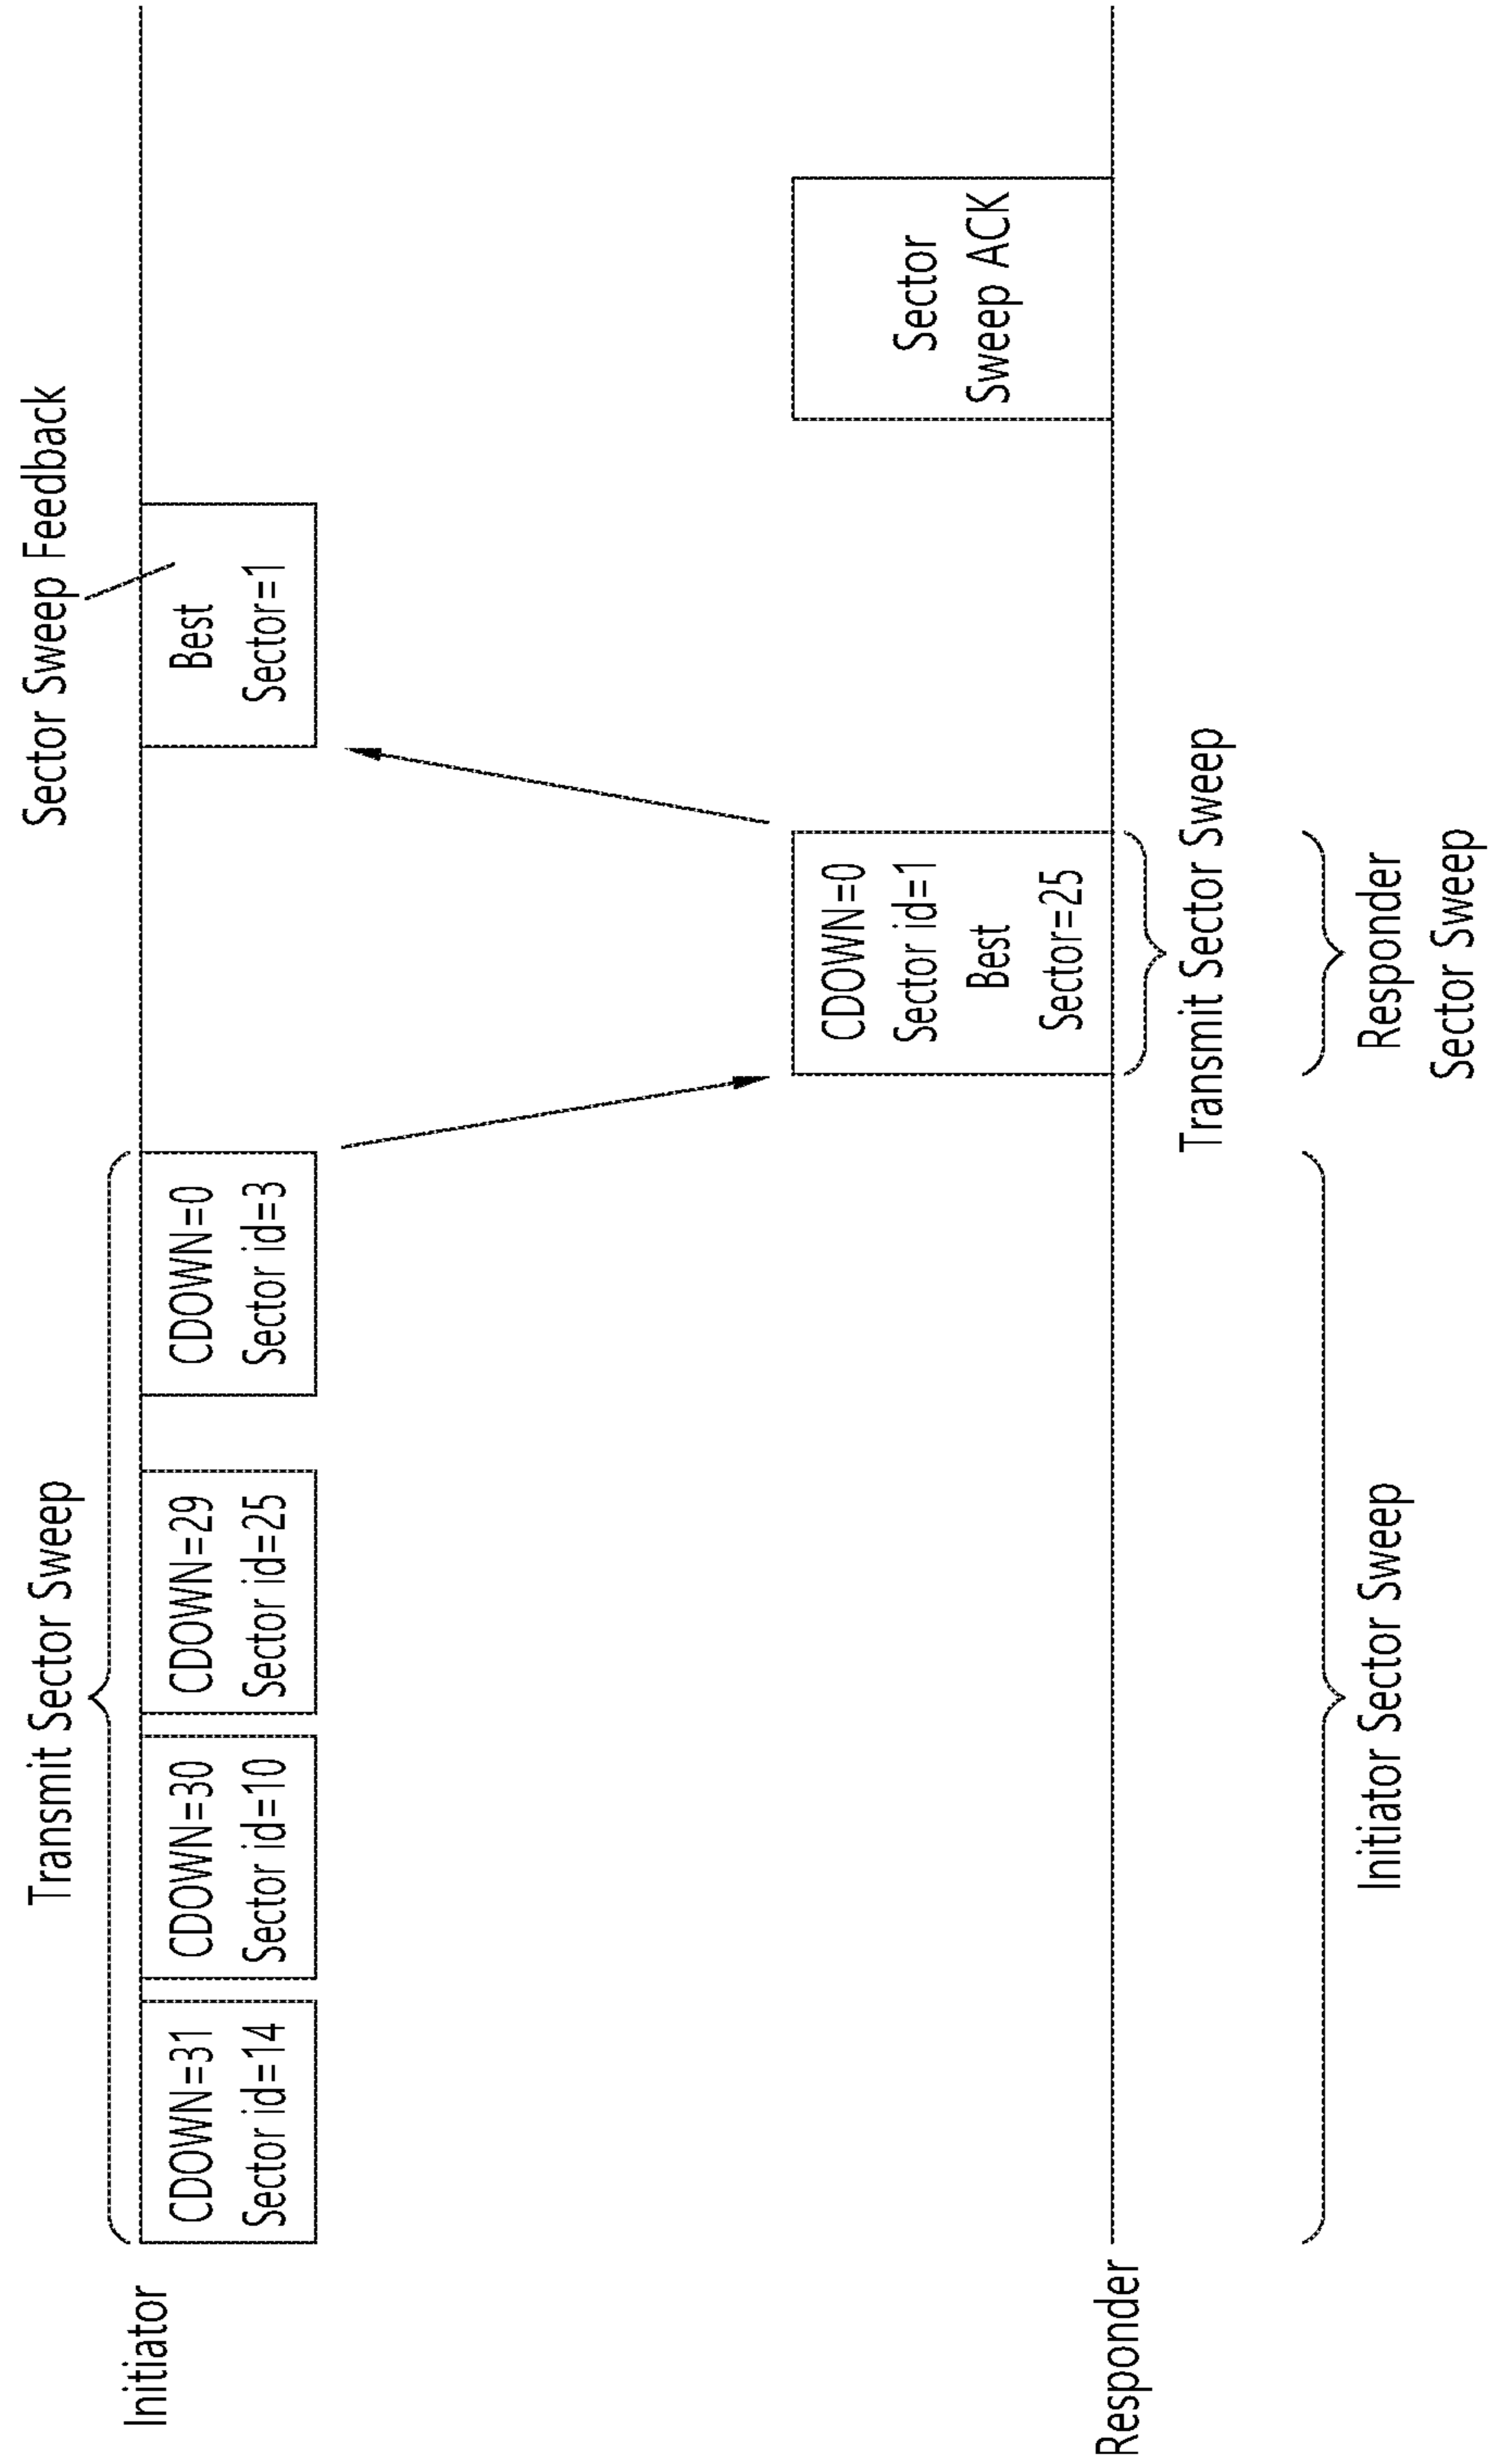 Initiator
Transmit Sector Sweep
CDOWN=31
Sector id=14
CDOWN=30
Sector id=10
CDOWN=29
Sector id=25
CDOWN=0
Sector id=3
Sector Sweep Feedback
Best
Sector=1
Responder
CDOWN=0
Sector id=1
Best
Sector=25
Sector
Sweep ACK
Transmit Sector Sweep
Initiator Sector Sweep
Responder
Sector Sweep